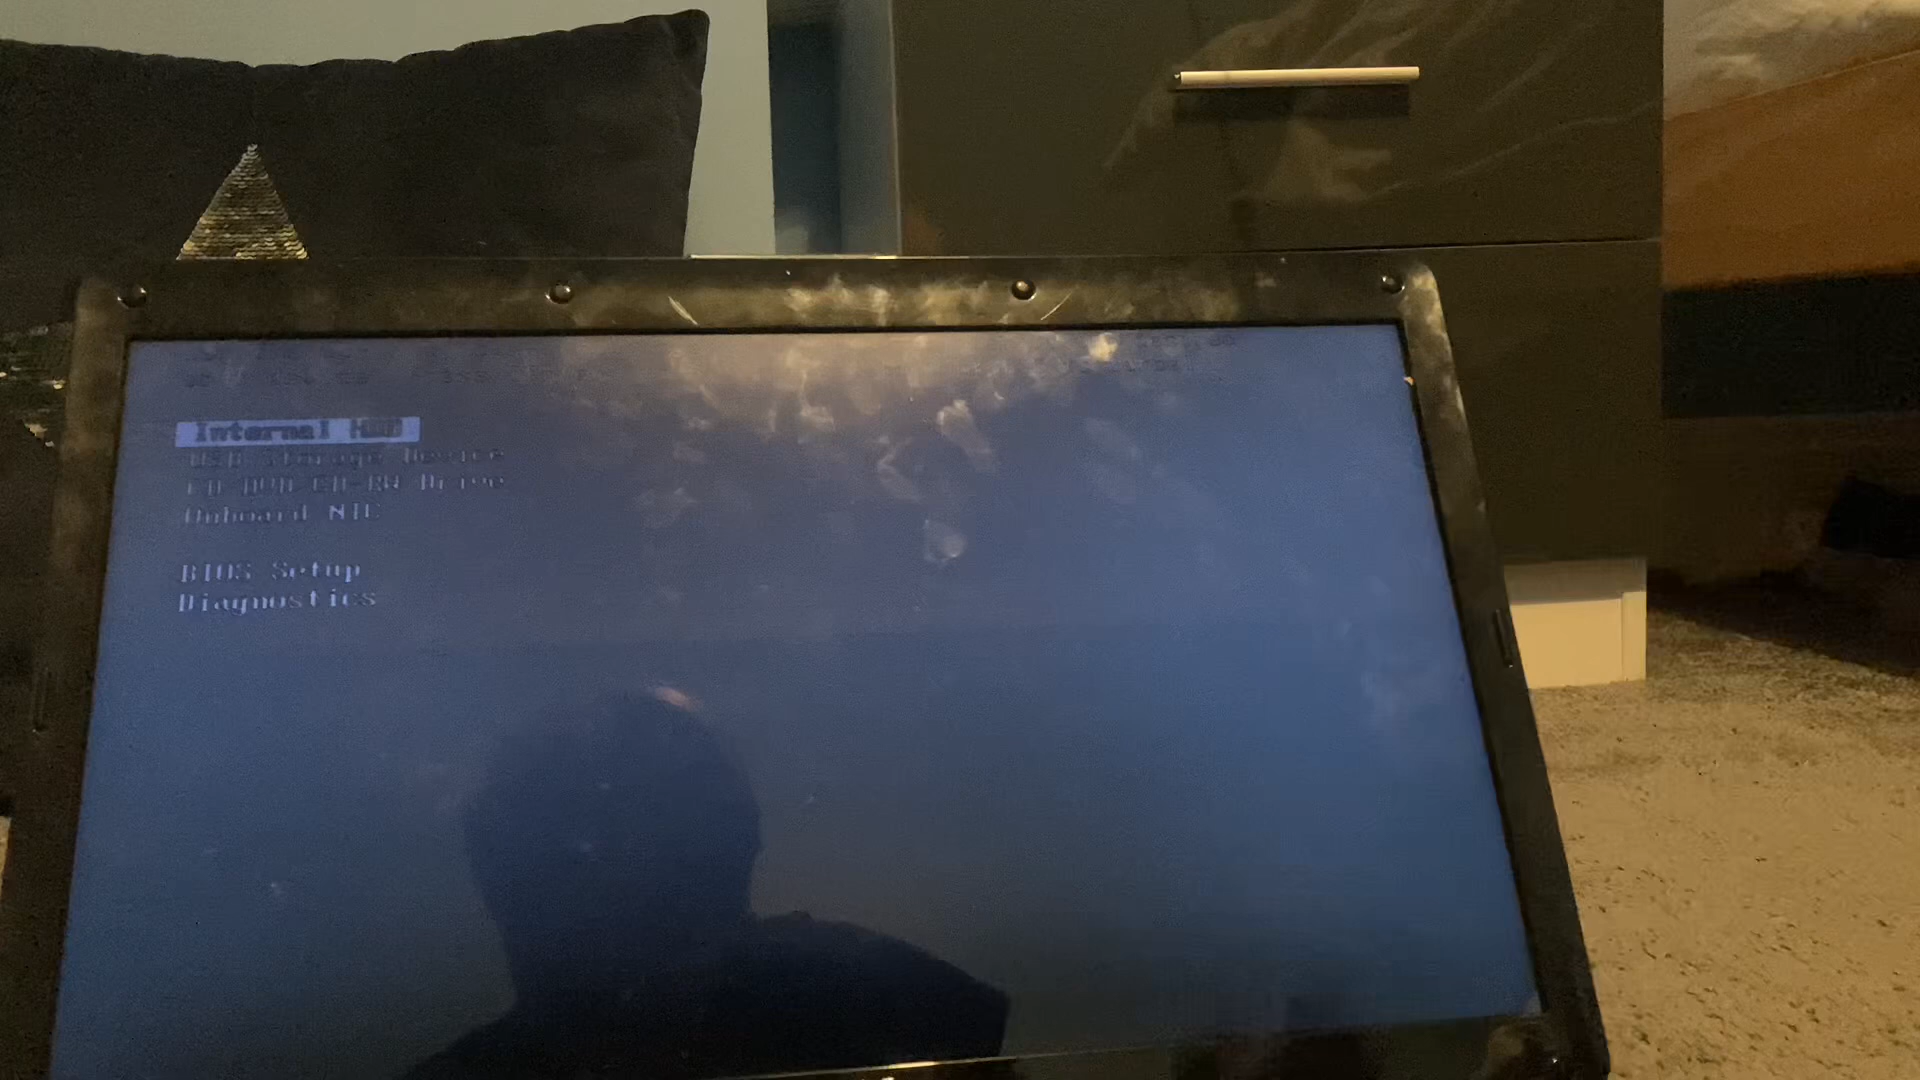 Internal HDD
USB Storage Device
CD/DVD/CD-RW Drive
Onboard NIC
BIOS Setup
Diagnostics